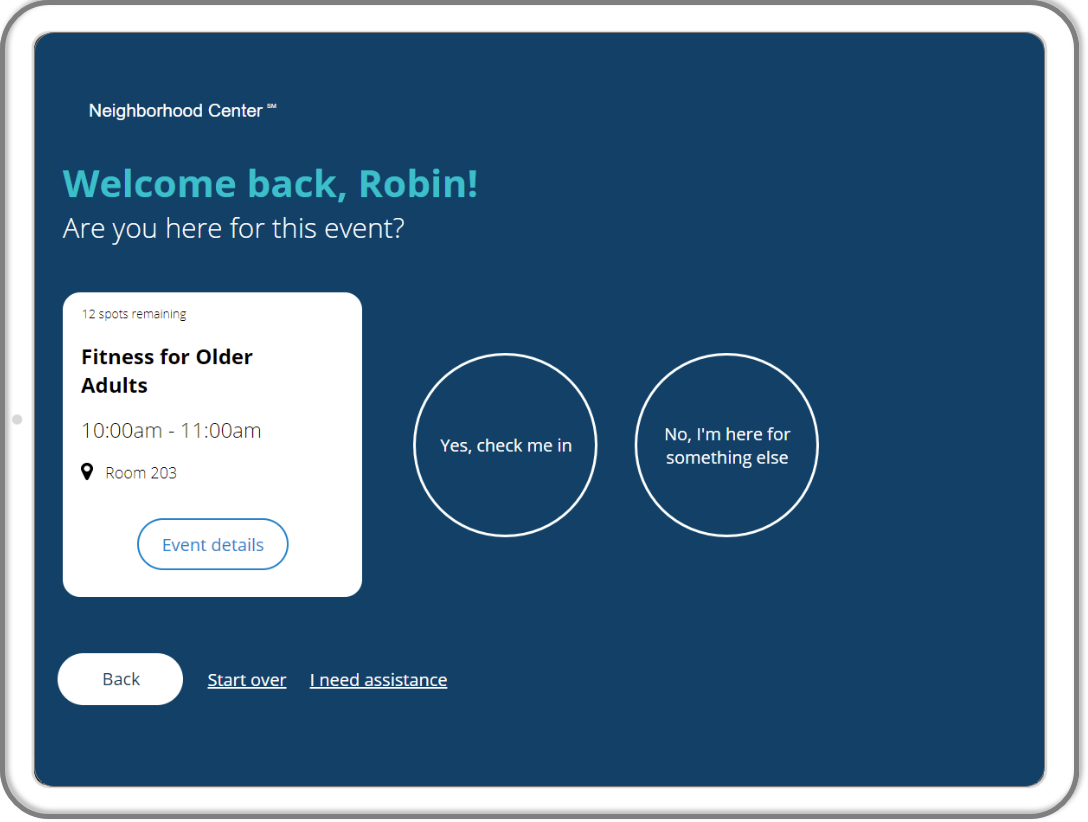 Neighborhood Center ℠
Welcome back, Robin!
Are you here for this event?
12 spots remaining
Fitness for Older
Adults
10:00am - 11:00am
Room 203
Event details
Yes, check me in
No, I'm here for
something else
Back
Start over
I need assistance